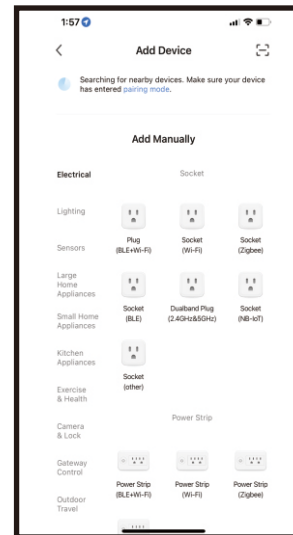 1:57
Add Device
Searching for nearby devices. Make sure your device
has entered pairing mode.
Add Manually
Electrical
Lighting
Sensors
Large
Home
Appliances
Small Home
Appliances
Kitchen
Appliances
Exercise
& Health
Camera
& Lock
Gateway
Control
Outdoor
Travel
Socket
Plug
(BLE+Wi-Fi)
Socket
(Wi-Fi)
Socket
(Zigbee)
Socket
(BLE)
Dualband Plug
(2.4GHz&5GHz)
Socket
(NB-IoT)
Socket
(other)
Power Strip
Power Strip
(BLE+Wi-Fi)
Power Strip
(Wi-Fi)
Power Strip
(Zigbee)